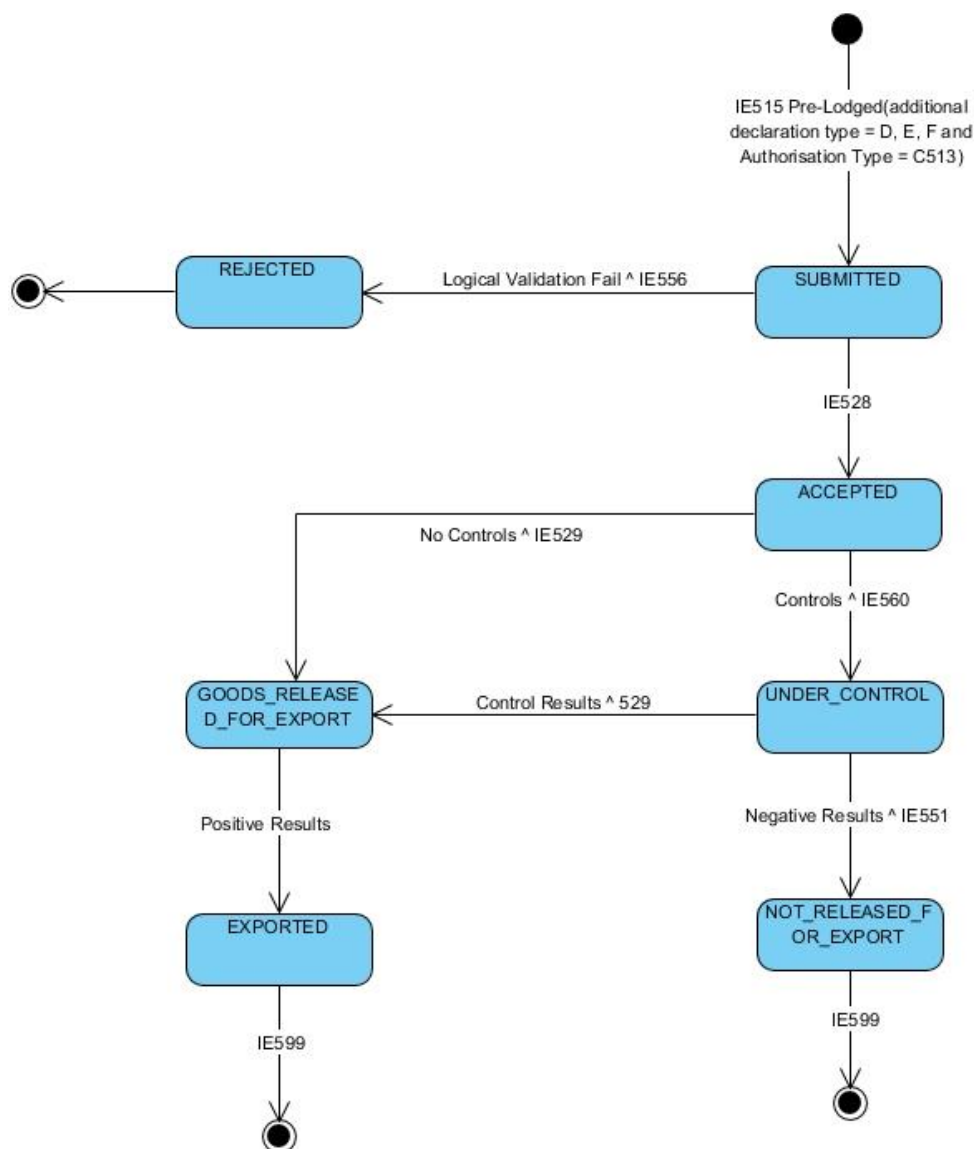 IE515 Pre-Lodged(additional
declaration type = D, E, F and
Authorisation Type = C513)
REJECTED
Logical Validation Fail ^ IE556
SUBMITTED
IE528
ACCEPTED
No Controls ^ IE529
Controls ^ IE560
GOODS_RELEASE
D_FOR_EXPORT
Control Results ^ 529
UNDER_CONTROL
Positive Results
Negative Results ^ IE551
EXPORTED
NOT_RELEASED_F
OR_EXPORT
IE599
IE599